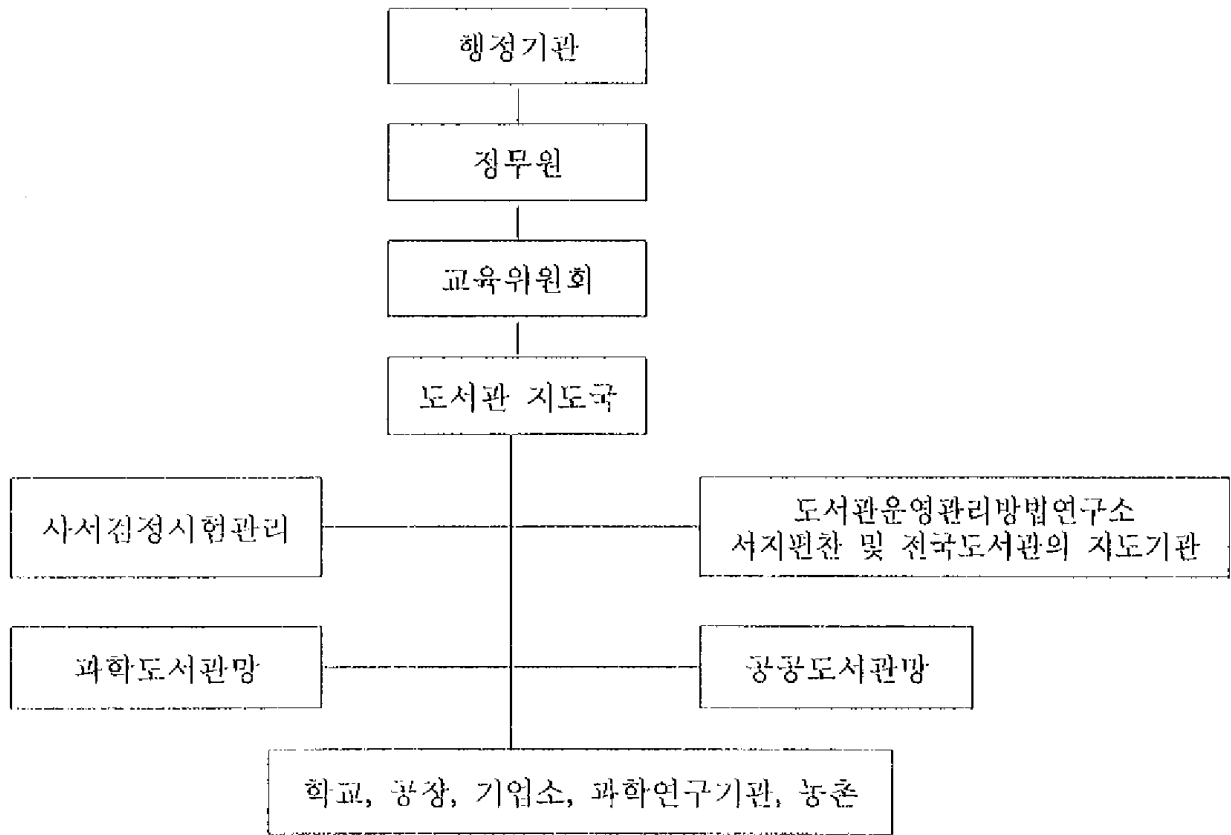 행정기관
정무원
교육위원회
도서관 지도국
사서검정시험관리
도서관운영관리방법연구소
서지편찬 및 전국도서관의 지도기관
과학도서관망
공공도서관망
학교, 공장, 기업소, 과학연구기관, 농촌